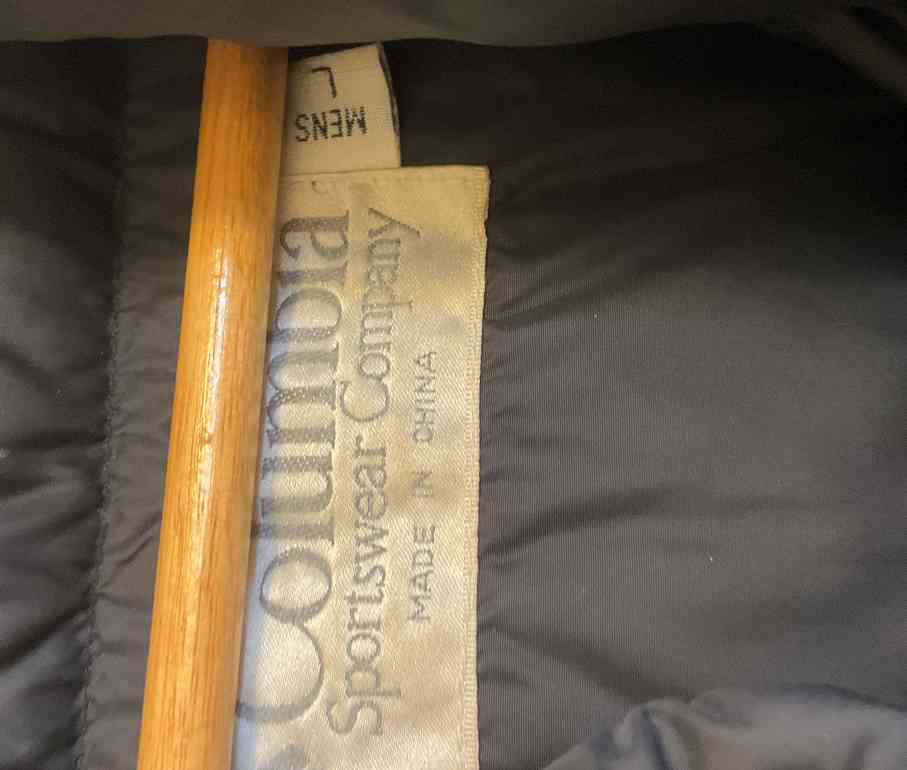 L
MENS
Columbia
Sportswear Company
MADE IN CHINA